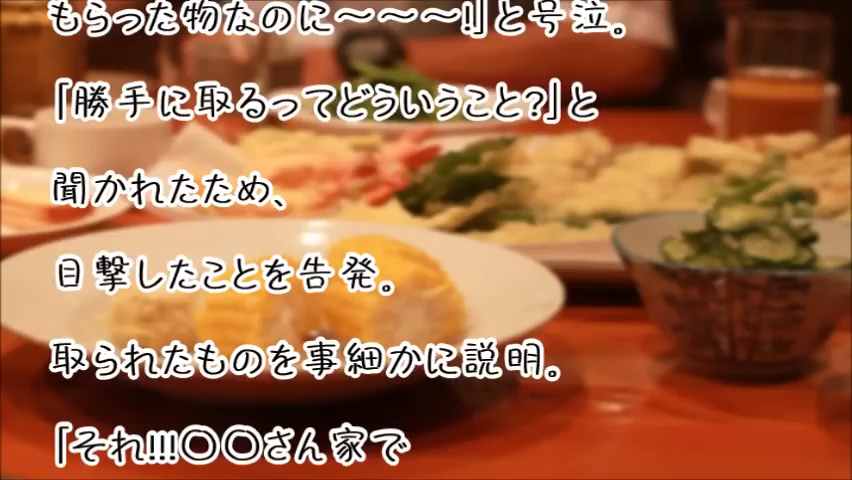 もらった物なのに～～～!!」と号泣。
「勝手に取るってどういうこと?」と
聞かれたため、
目撃したことを告発。
取られたものを事細かに説明。
「それ!!!〇〇さん家で